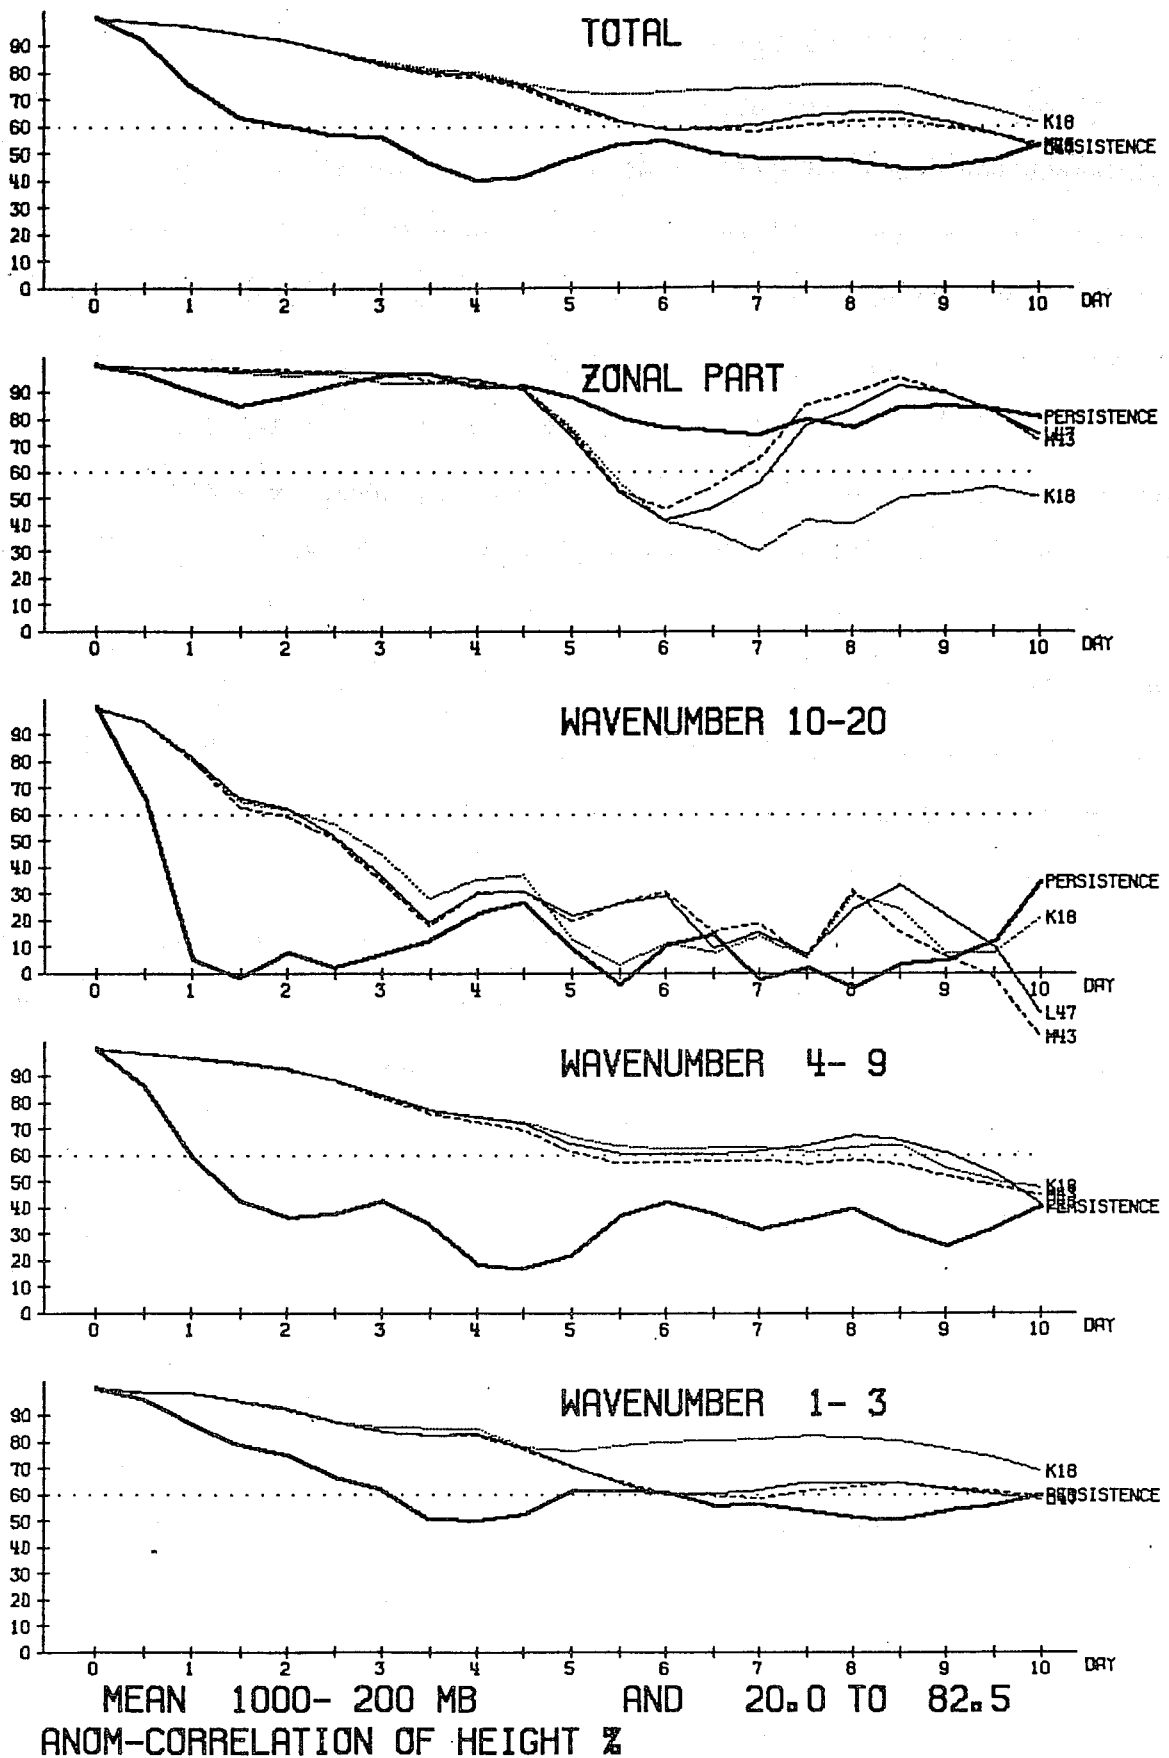 TOTAL
90
80
70
60
50
40
30
20
10
0
0 1 2 3 4 5 6 7 8 9 10 DAY
K18
PERSISTENCE
ZONAL PART
90
80
70
60
50
40
30
20
10
0
0 1 2 3 4 5 6 7 8 9 10 DAY
PERSISTENCE
M43
K18
WAVENUMBER 10-20
90
80
70
60
50
40
30
20
10
0
0 1 2 3 4 5 6 7 8 9 10 DAY
PERSISTENCE
K18
L47
M43
WAVENUMBER 4- 9
90
80
70
60
50
40
30
20
10
0
0 1 2 3 4 5 6 7 8 9 10 DAY
K18
PERSISTENCE
WAVENUMBER 1- 3
90
80
70
60
50
40
30
20
10
0
0 1 2 3 4 5 6 7 8 9 10 DAY
K18
PERSISTENCE
MEAN 1000- 200 MB AND 20.0 TO 82.5
ANOM-CORRELATION OF HEIGHT %